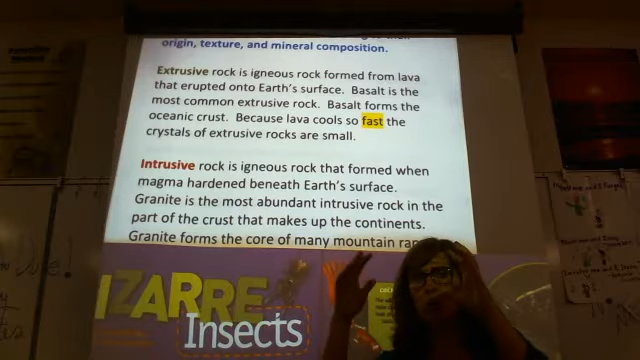 origin, texture, and mineral composition.
Extrusive rock is igneous rock formed from lava
that erupted onto Earth's surface. Basalt is the
most common extrusive rock. Basalt forms the
oceanic crust. Because lava cools so fast the
crystals of extrusive rocks are small.
Intrusive rock is igneous rock that formed when
magma hardened beneath Earth's surface.
Granite is the most abundant intrusive rock in the
part of the crust that makes up the continents.
Granite forms the core of many mountain
BIZARRE
Insects